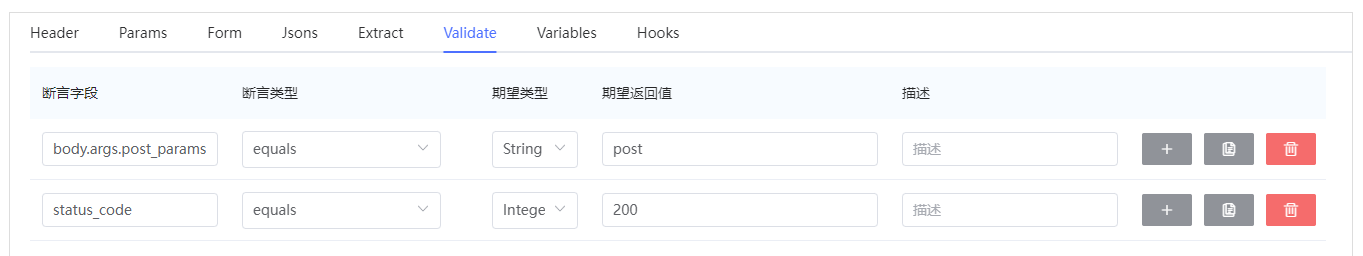 Header Params Form Jsons Extract Validate Variables Hooks
断言字段 断言类型 期望类型 期望返回值 描述
body.args.post_params equals String post 描述
status_code equals Intege 200 描述